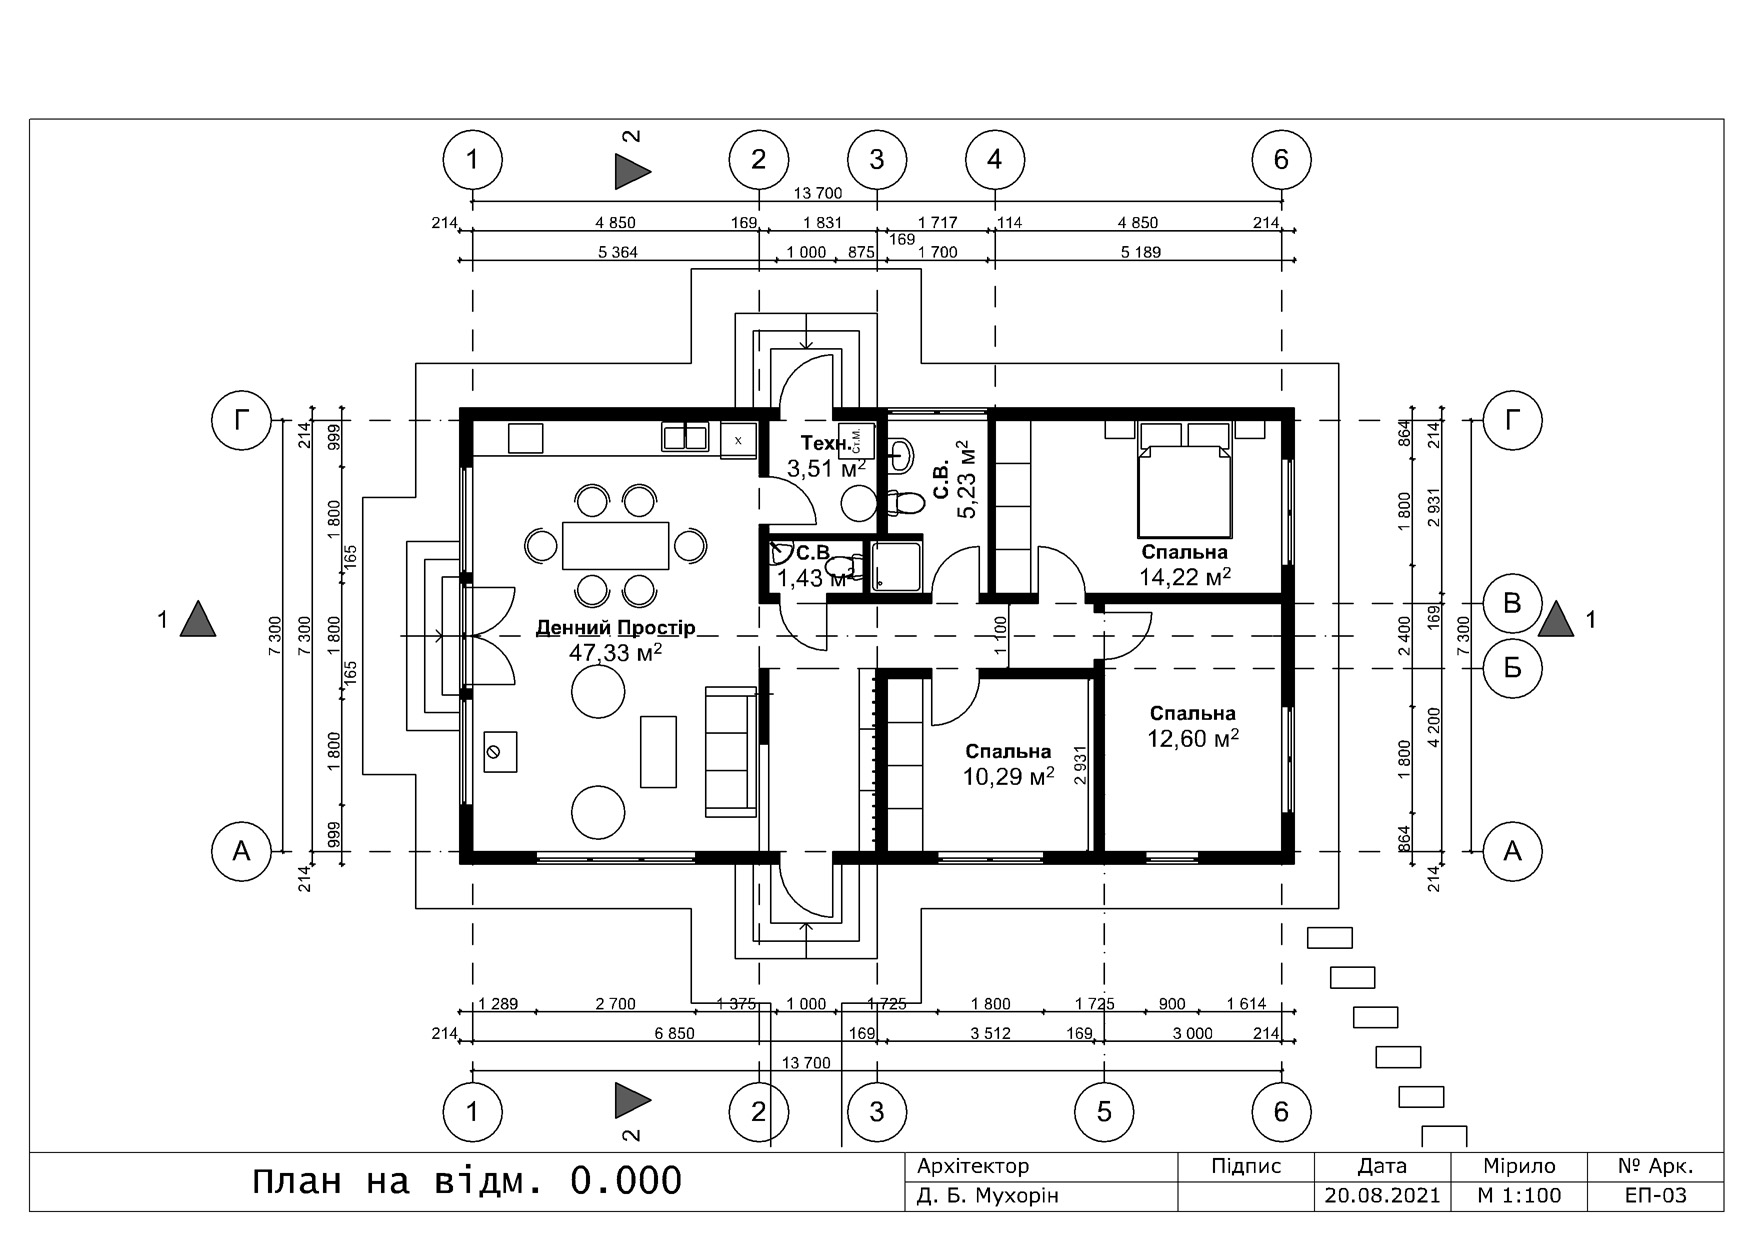 2
1 2 3 4 6
13 700
214 4 850 169 1 831 1 717 114 4 850 214
169
5 364 1 000 875 1 700 5 189
Г Г
214 999 864 214
Техн.
3,51 м²
Ст.М.
X
С.В.
5,23 м²
1 800 1 800 2 931
165
С.В.
1,43 м²
Спальна
14,22 м²
В
1 1
7 300 7 300 1 800 1 100 2 400 169 7 300
Денний Простір
47,33 м²
165
Б
Спальна
12,60 м²
4 200
Спальна
10,29 м²
2 931
1 800 1 800
999 864
А А
214 214
1 289 2 700 1 375 1 000 1 725 1 800 1 725 900 1 614
214 6 850 169 3 512 169 3 000 214
13 700
1 2 3 5 6
2
План на відм. 0.000
Архітектор Підпис Дата Мірило № Арк.
Д. Б. Мухорін 20.08.2021 М 1:100 ЕП-03